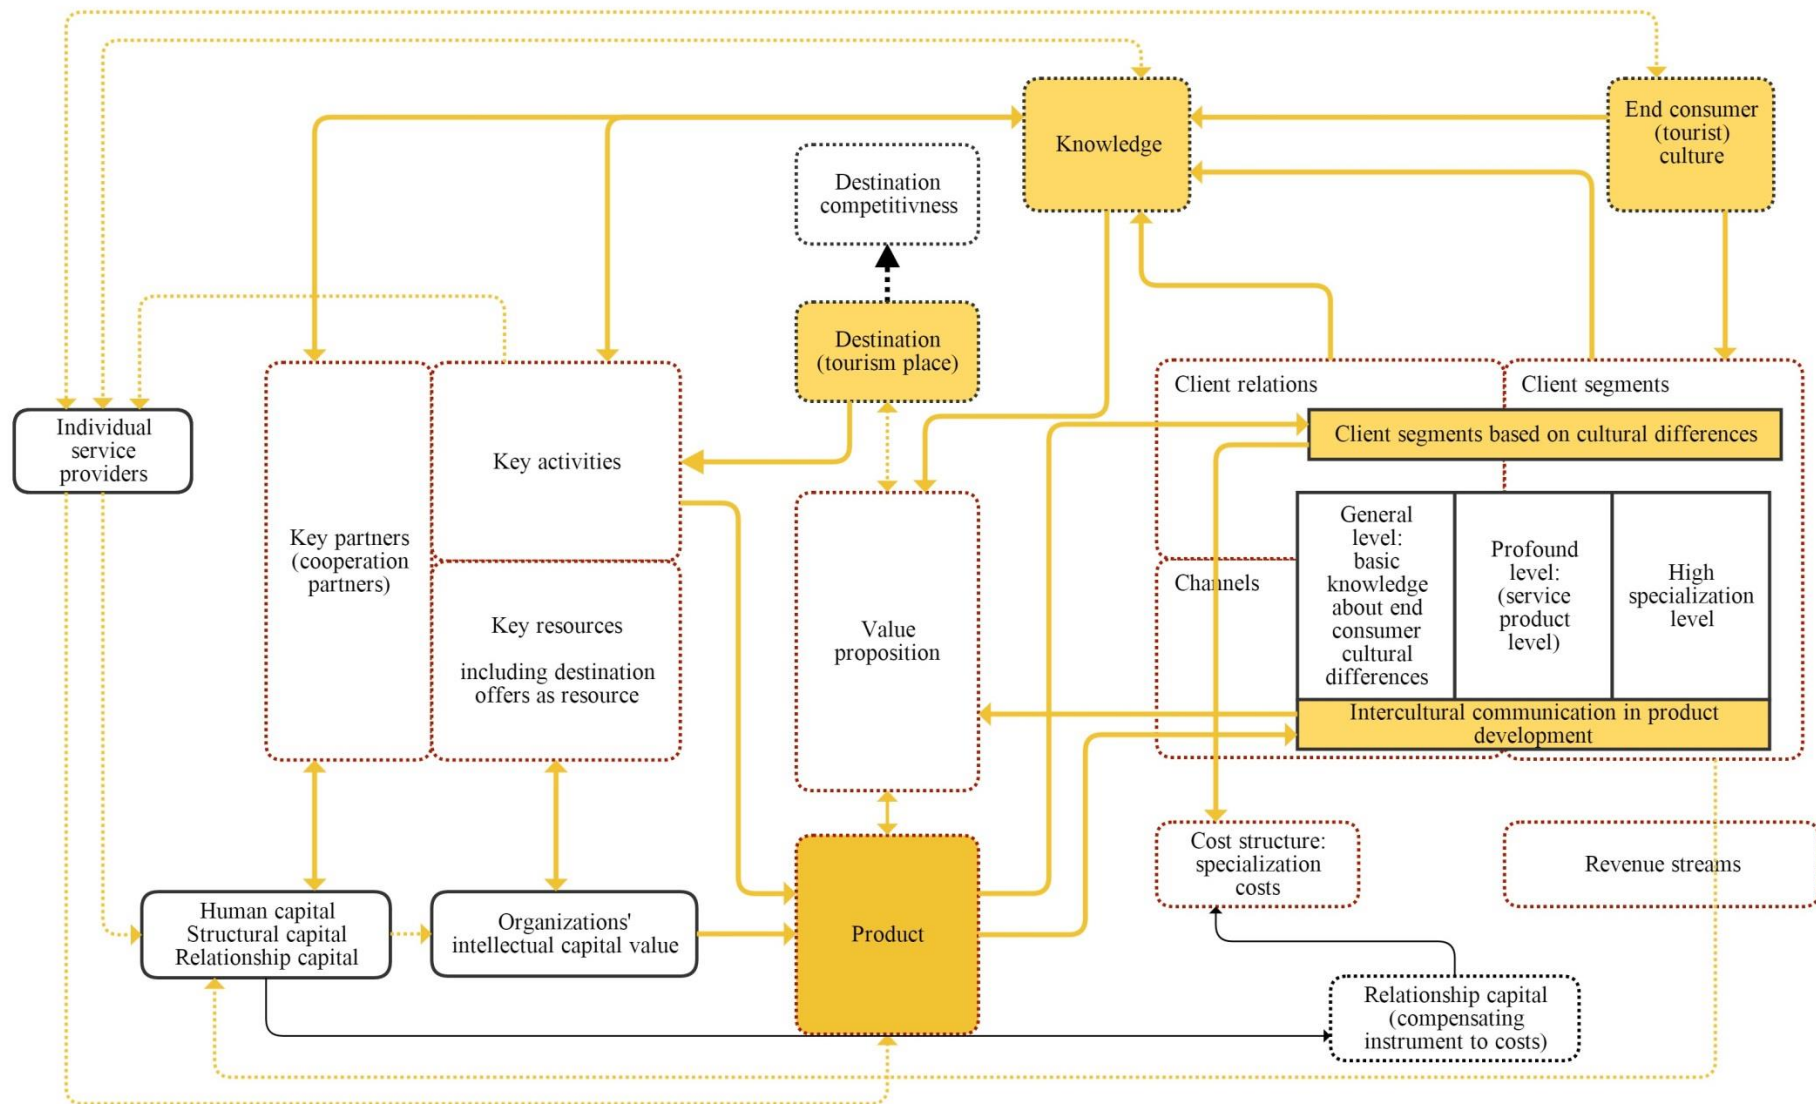 Knowledge
End consumer
(tourist)
culture
Destination
competitivness
Destination
(tourism place)
Client relations
Client segments
Individual
service
providers
Key activities
Client segments based on cultural differences
Key partners
(cooperation
partners)
General
level:
basic
knowledge
about end
consumer
cultural
differences
Profound
level:
(service
product
level)
High
specialization
level
Channels
Key resources
including destination
offers as resource
Value
proposition
Intercultural communication in product
development
Cost structure:
specialization
costs
Revenue streams
Human capital
Structural capital
Relationship capital
Organizations'
intellectual capital value
Product
Relationship capital
(compensating
instrument to costs)